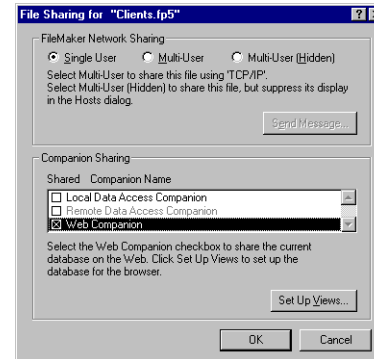 File Sharing for "Clients.fp5"
FileMaker Network Sharing
Single User Multi-User Multi-User (Hidden)
Select Multi-User to share this file using 'TCP/IP'.
Select Multi-User (Hidden) to share this file, but suppress its display
in the Hosts dialog.
Send Message...
Companion Sharing
Shared Companion Name
Local Data Access Companion
Remote Data Access Companion
Web Companion
Select the Web Companion checkbox to share the current
database on the Web. Click Set Up Views to set up the
database for the browser.
Set Up Views...
OK Cancel